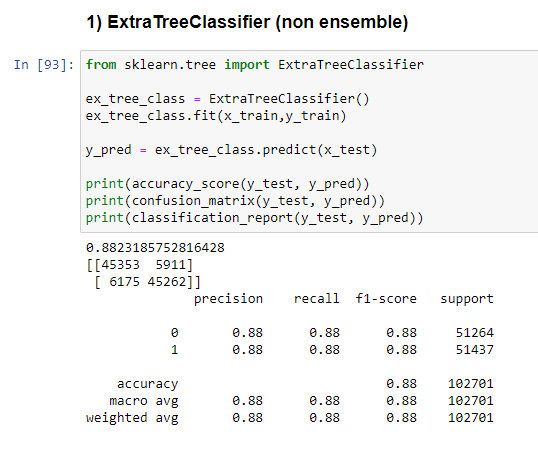 1) ExtraTreeClassifier (non ensemble)
In [93]: from sklearn.tree import ExtraTreeClassifier
ex_tree_class = ExtraTreeClassifier()
ex_tree_class.fit(x_train,y_train)
y_pred = ex_tree_class.predict(x_test)
print(accuracy_score(y_test, y_pred))
print(confusion_matrix(y_test, y_pred))
print(classification_report(y_test, y_pred))
0.8823185752816428
[[45353  5911]
 [ 6175 45262]]
              precision    recall  f1-score   support
           0       0.88      0.88      0.88     51264
           1       0.88      0.88      0.88     51437
    accuracy                           0.88    102701
   macro avg       0.88      0.88      0.88    102701
weighted avg       0.88      0.88      0.88    102701